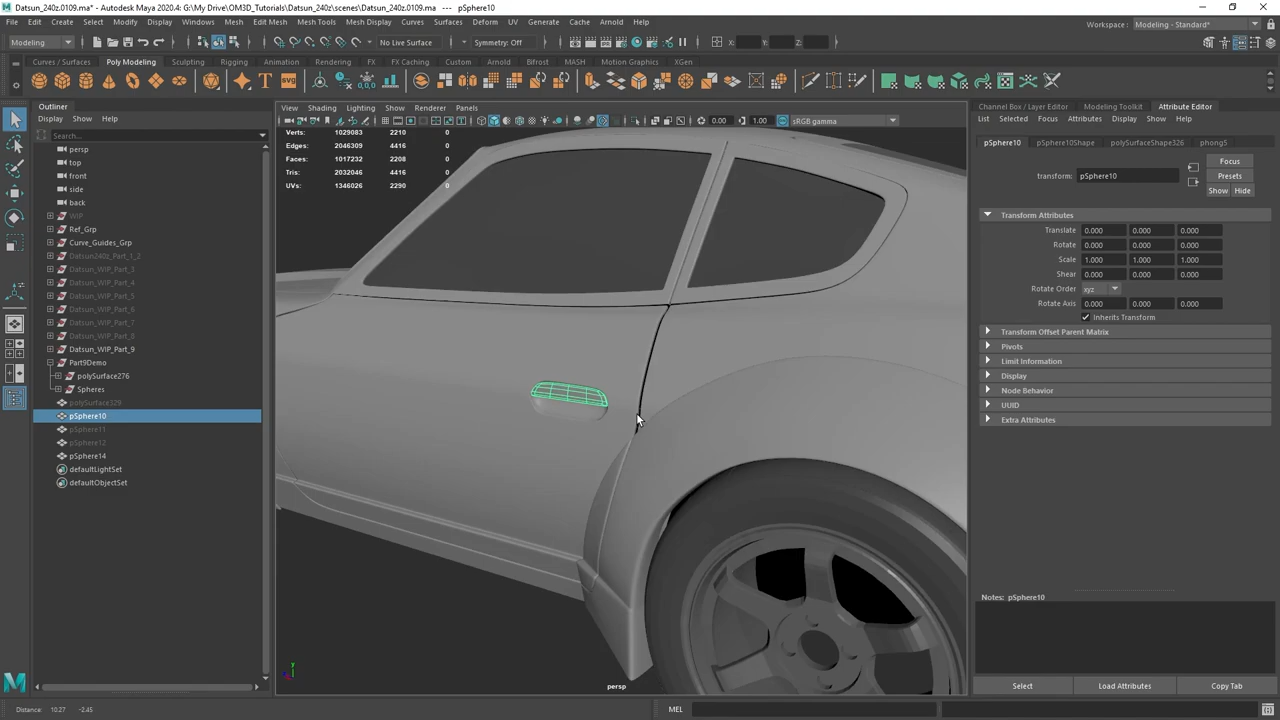 Datsun_240z.0109.ma* - Autodesk Maya 2020.4: G:\My Drive\OM3D_Tutorials\Datsun_240z\scenes\Datsun_240z.0109.ma --- pSphere10
File Edit Create Select Modify Display Windows Mesh Edit Mesh Mesh Tools Mesh Display Curves Surfaces Deform UV Generate Cache Arnold Help
Workspace : Modeling - Standard*
Modeling No Live Surface Symmetry: Off X: Y: Z:
Curves / Surfaces Poly Modeling Sculpting Rigging Animation Rendering FX FX Caching Custom Arnold Bifrost MASH Motion Graphics XGen
Outliner
Display Show Help
Search...
persp
top
front
side
back
WIP
Ref_Grp
Curve_Guides_Grp
Datsun240z_Part_1_2
Datsun_WIP_Part_3
Datsun_WIP_Part_4
Datsun_WIP_Part_5
Datsun_WIP_Part_6
Datsun_WIP_Part_7
Datsun_WIP_Part_8
Datsun_WIP_Part_9
Part9Demo
polySurface276
Spheres
polySurface329
pSphere10
pSphere11
pSphere12
pSphere14
defaultLightSet
defaultObjectSet
View Shading Lighting Show Renderer Panels
0.00 1.00 sRGB gamma
Verts: 1029083 2210 0
Edges: 2046309 4416 0
Faces: 1017232 2208 0
Tris: 2032046 4416 0
UVs: 1346026 2290 0
persp
Channel Box / Layer Editor Modeling Toolkit Attribute Editor
List Selected Focus Attributes Display Show Help
pSphere10 pSphere10Shape polySurfaceShape326 phong5
Focus
transform: pSphere10 Presets
Show Hide
Transform Attributes
Translate 0.000 0.000 0.000
Rotate 0.000 0.000 0.000
Scale 1.000 1.000 1.000
Shear 0.000 0.000 0.000
Rotate Order xyz
Rotate Axis 0.000 0.000 0.000
Inherits Transform
Transform Offset Parent Matrix
Pivots
Limit Information
Display
Node Behavior
UUID
Extra Attributes
Notes: pSphere10
Select Load Attributes Copy Tab
Distance: 10.27 -2.45
MEL